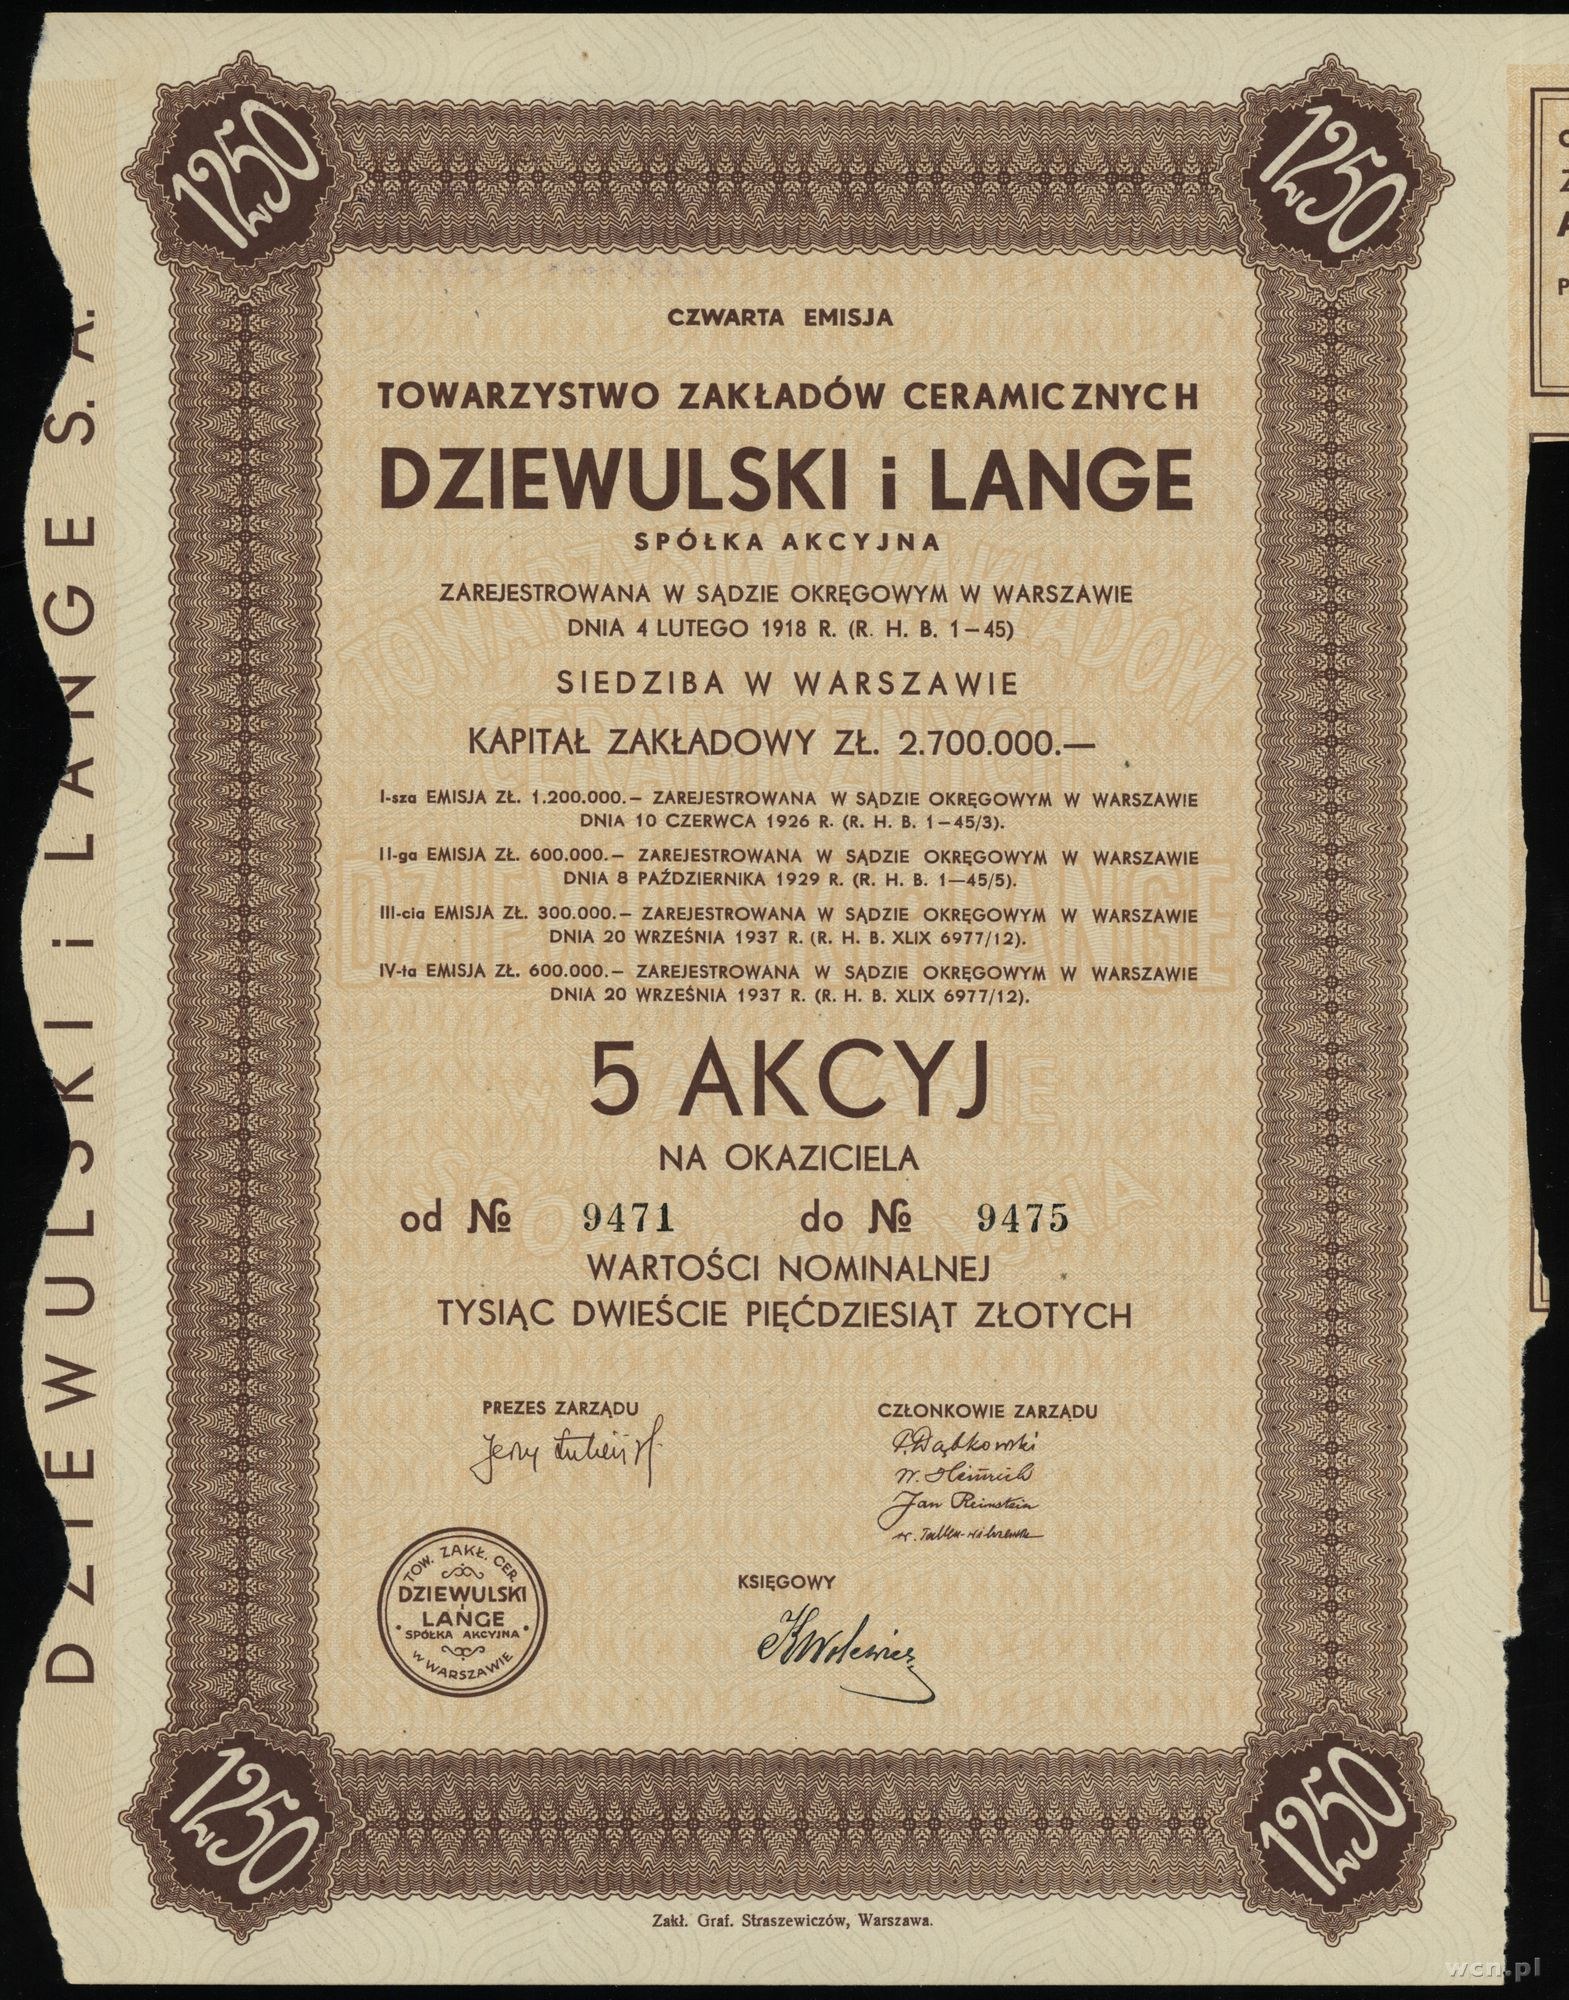 1250
1250
CZWARTA EMISJA
TOWARZYSTWO ZAKŁADÓW CERAMICZNYCH
DZIEWULSKI i LANGE
SPÓŁKA AKCYJNA
ZAREJESTROWANA W SĄDZIE OKRĘGOWYM W WARSZAWIE
DNIA 4 LUTEGO 1918 R. (R. H. B. 1–45)
SIEDZIBA W WARSZAWIE
KAPITAŁ ZAKŁADOWY ZŁ. 2.700.000.—
I-sza EMISJA ZŁ. 1.200.000.– ZAREJESTROWANA W SĄDZIE OKRĘGOWYM W WARSZAWIE
DNIA 10 CZERWCA 1926 R. (R. H. B. 1–45/3).
II-ga EMISJA ZŁ. 600.000.– ZAREJESTROWANA W SĄDZIE OKRĘGOWYM W WARSZAWIE
DNIA 8 PAŹDZIERNIKA 1929 R. (R. H. B. 1—45/5).
III-cia EMISJA ZŁ. 300.000.– ZAREJESTROWANA W SĄDZIE OKRĘGOWYM W WARSZAWIE
DNIA 20 WRZEŚNIA 1937 R. (R. H. B. XLIX 6977/12).
IV-ta EMISJA ZŁ. 600.000.– ZAREJESTROWANA W SĄDZIE OKRĘGOWYM W WARSZAWIE
DNIA 20 WRZEŚNIA 1937 R. (R. H. B. XLIX 6977/12).
5 AKCYJ
NA OKAZICIELA
od № 9471 do № 9475
WARTOŚCI NOMINALNEJ
TYSIĄC DWIEŚCIE PIĘĆDZIESIĄT ZŁOTYCH
PREZES ZARZĄDU
Jerzy
CZŁONKOWIE ZARZĄDU
P. Dąbkowski
W. Heinrich
Jan Reinstein
KSIĘGOWY
TOW. ZAKŁ. CER.
DZIEWULSKI
i
LANGE
SPÓŁKA AKCYJNA
W WARSZAWIE
1250
1250
Zakł. Graf. Straszewiczów, Warszawa.
DZIEWULSKI i LANGE S. A.
wcn.pl